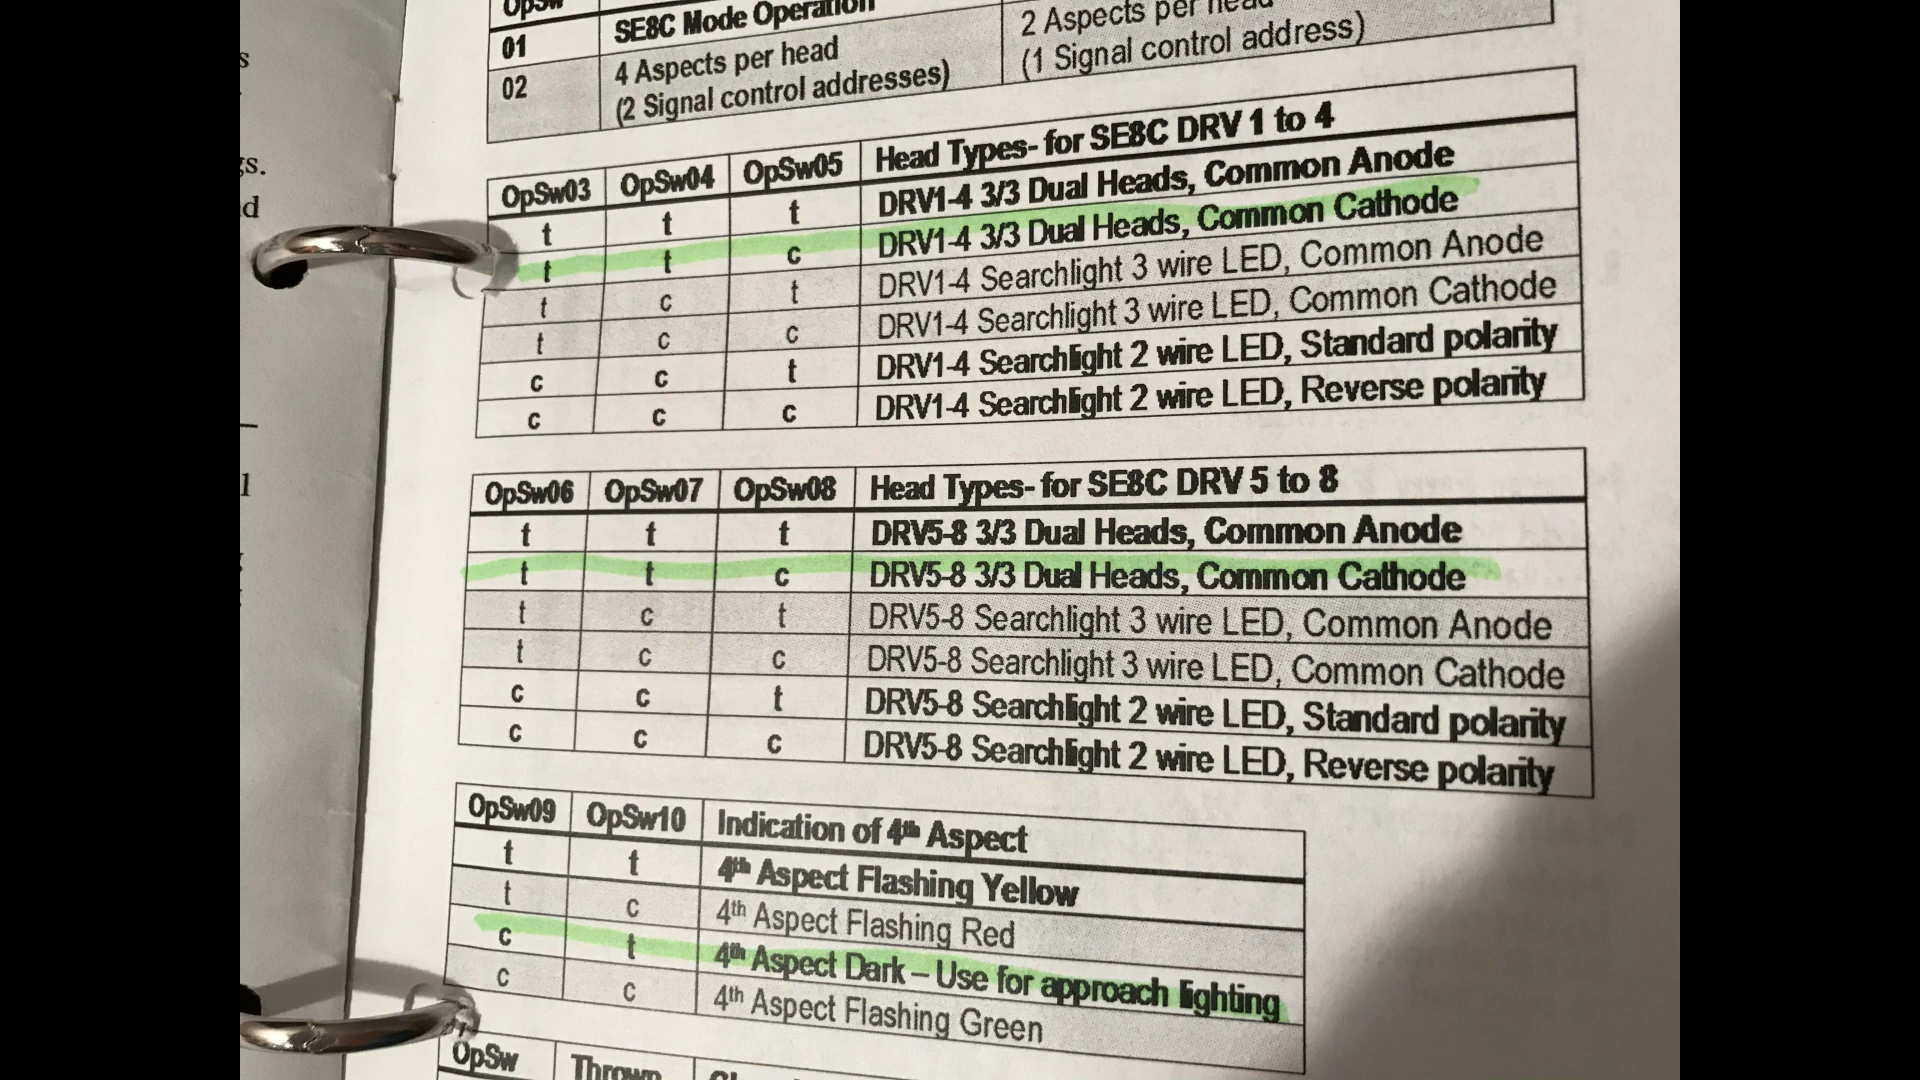 s
gs.
nd
l
OpSw
01 SE8C Mode Operation
02 4 Aspects per head 2 Aspects per head
(2 Signal control addresses) (1 Signal control address)
OpSw03 OpSw04 OpSw05 Head Types- for SE8C DRV 1 to 4
t t t DRV1-4 3/3 Dual Heads, Common Anode
t t c DRV1-4 3/3 Dual Heads, Common Cathode
t c t DRV1-4 Searchlight 3 wire LED, Common Anode
t c c DRV1-4 Searchlight 3 wire LED, Common Cathode
c c t DRV1-4 Searchlight 2 wire LED, Standard polarity
c c c DRV1-4 Searchlight 2 wire LED, Reverse polarity
OpSw06 OpSw07 OpSw08 Head Types- for SE8C DRV 5 to 8
t t t DRV5-8 3/3 Dual Heads, Common Anode
t t c DRV5-8 3/3 Dual Heads, Common Cathode
t c t DRV5-8 Searchlight 3 wire LED, Common Anode
t c c DRV5-8 Searchlight 3 wire LED, Common Cathode
c c t DRV5-8 Searchlight 2 wire LED, Standard polarity
c c c DRV5-8 Searchlight 2 wire LED, Reverse polarity
OpSw09 OpSw10 Indication of 4th Aspect
t t 4th Aspect Flashing Yellow
t c 4th Aspect Flashing Red
c t 4th Aspect Dark – Use for approach lighting
c c 4th Aspect Flashing Green
OpSw Thrown